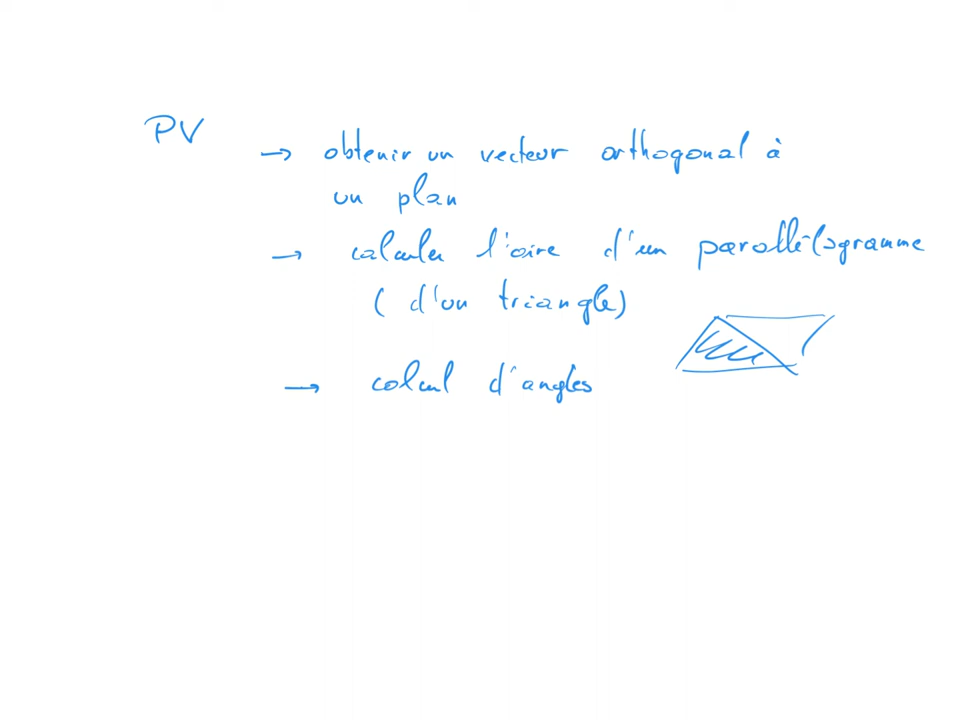 PV → obtenir un vecteur orthogonal à
un plan
→ calculer l'aire d'un parallélogramme
( d'un triangle)
→ calcul d'angles